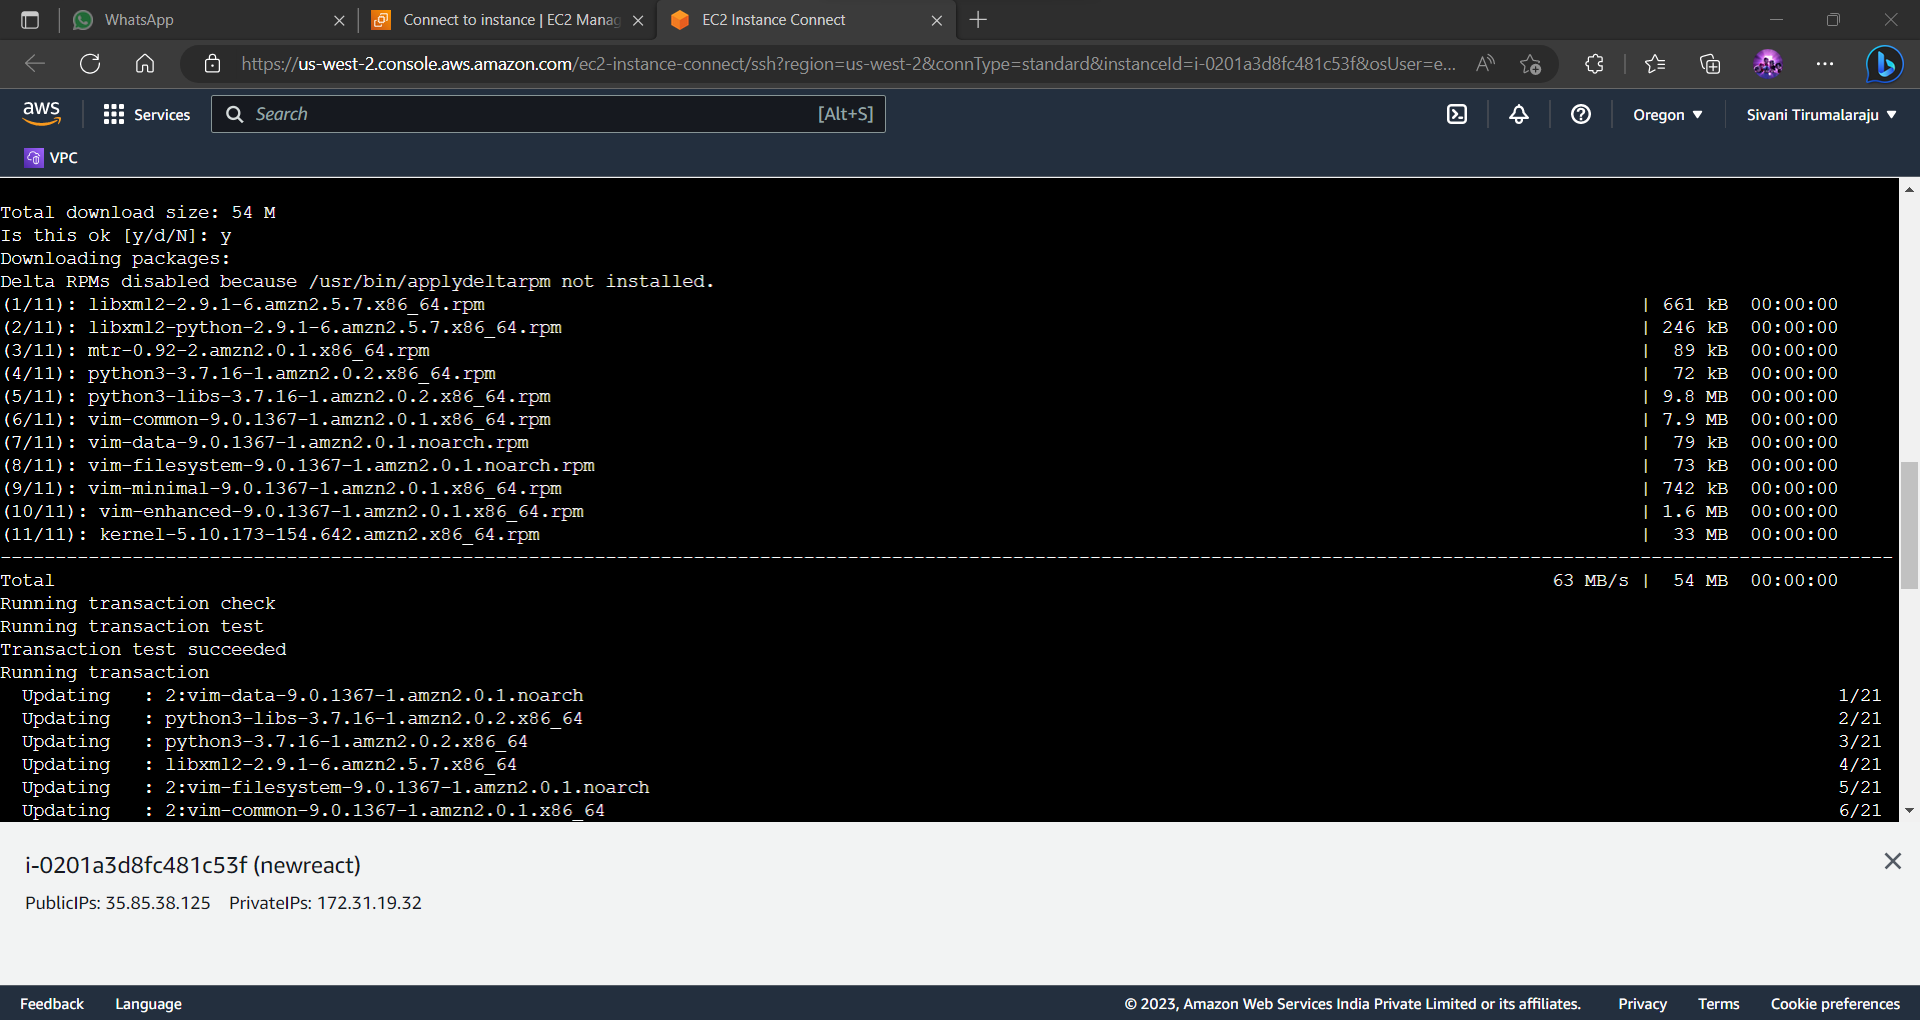 WhatsApp
Connect to instance | EC2 Manag
EC2 Instance Connect
https://us-west-2.console.aws.amazon.com/ec2-instance-connect/ssh?region=us-west-2&connType=standard&instanceId=i-0201a3d8fc481c53f&osUser=e...
aws
Services
Search
[Alt+S]
Oregon
Sivani Tirumalaraju
VPC
Total download size: 54 M
Is this ok [y/d/N]: y
Downloading packages:
Delta RPMs disabled because /usr/bin/applydeltarpm not installed.
(1/11): libxml2-2.9.1-6.amzn2.5.7.x86_64.rpm | 661 kB 00:00:00
(2/11): libxml2-python-2.9.1-6.amzn2.5.7.x86_64.rpm | 246 kB 00:00:00
(3/11): mtr-0.92-2.amzn2.0.1.x86_64.rpm | 89 kB 00:00:00
(4/11): python3-3.7.16-1.amzn2.0.2.x86_64.rpm | 72 kB 00:00:00
(5/11): python3-libs-3.7.16-1.amzn2.0.2.x86_64.rpm | 9.8 MB 00:00:00
(6/11): vim-common-9.0.1367-1.amzn2.0.1.x86_64.rpm | 7.9 MB 00:00:00
(7/11): vim-data-9.0.1367-1.amzn2.0.1.noarch.rpm | 79 kB 00:00:00
(8/11): vim-filesystem-9.0.1367-1.amzn2.0.1.noarch.rpm | 73 kB 00:00:00
(9/11): vim-minimal-9.0.1367-1.amzn2.0.1.x86_64.rpm | 742 kB 00:00:00
(10/11): vim-enhanced-9.0.1367-1.amzn2.0.1.x86_64.rpm | 1.6 MB 00:00:00
(11/11): kernel-5.10.173-154.642.amzn2.x86_64.rpm | 33 MB 00:00:00
--------------------------------------------------------------------------------
Total 63 MB/s | 54 MB 00:00:00
Running transaction check
Running transaction test
Transaction test succeeded
Running transaction
Updating : 2:vim-data-9.0.1367-1.amzn2.0.1.noarch 1/21
Updating : python3-libs-3.7.16-1.amzn2.0.2.x86_64 2/21
Updating : python3-3.7.16-1.amzn2.0.2.x86_64 3/21
Updating : libxml2-2.9.1-6.amzn2.5.7.x86_64 4/21
Updating : 2:vim-filesystem-9.0.1367-1.amzn2.0.1.noarch 5/21
Updating : 2:vim-common-9.0.1367-1.amzn2.0.1.x86_64 6/21
i-0201a3d8fc481c53f (newreact)
PublicIPs: 35.85.38.125 PrivateIPs: 172.31.19.32
Feedback Language © 2023, Amazon Web Services India Private Limited or its affiliates. Privacy Terms Cookie preferences